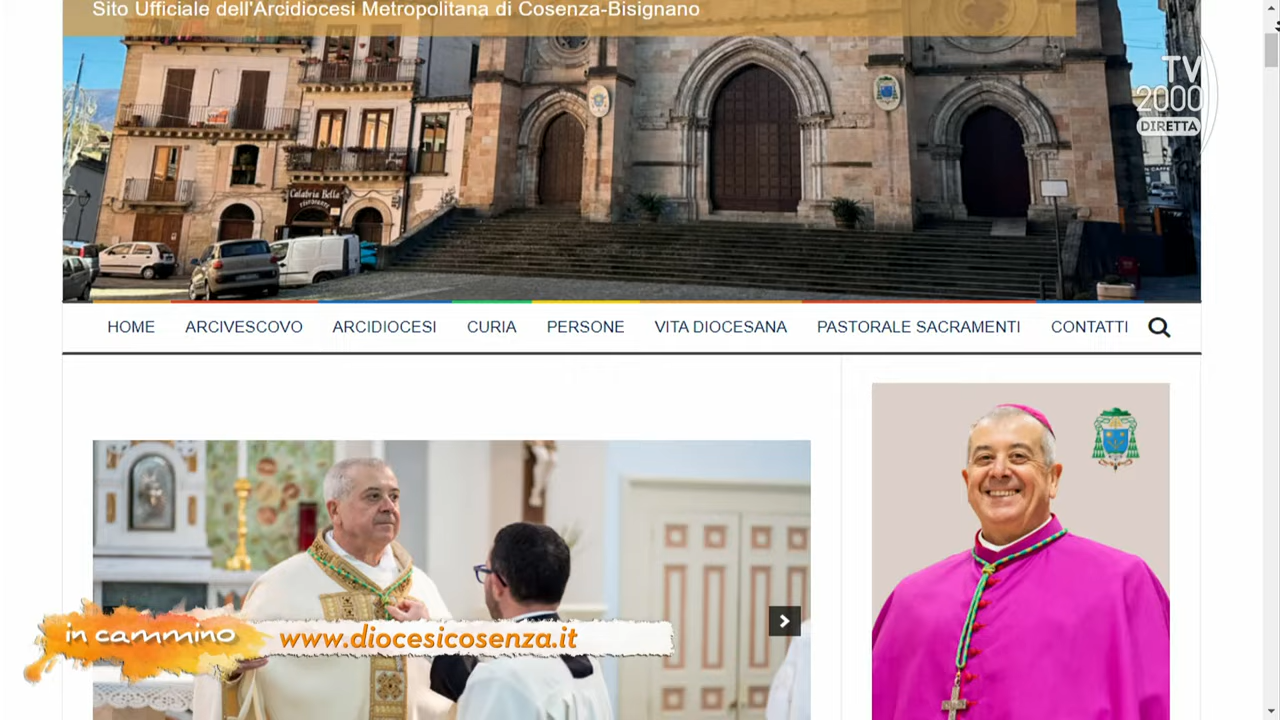 Sito Ufficiale dell'Arcidiocesi Metropolitana di Cosenza-Bisignano
TV
2000
DIRETTA
Calabria Bella
RISTORANTE
HOME ARCIVESCOVO ARCIDIOCESI CURIA PERSONE VITA DIOCESANA PASTORALE SACRAMENTI CONTATTI
in cammino
www.diocesicosenza.it